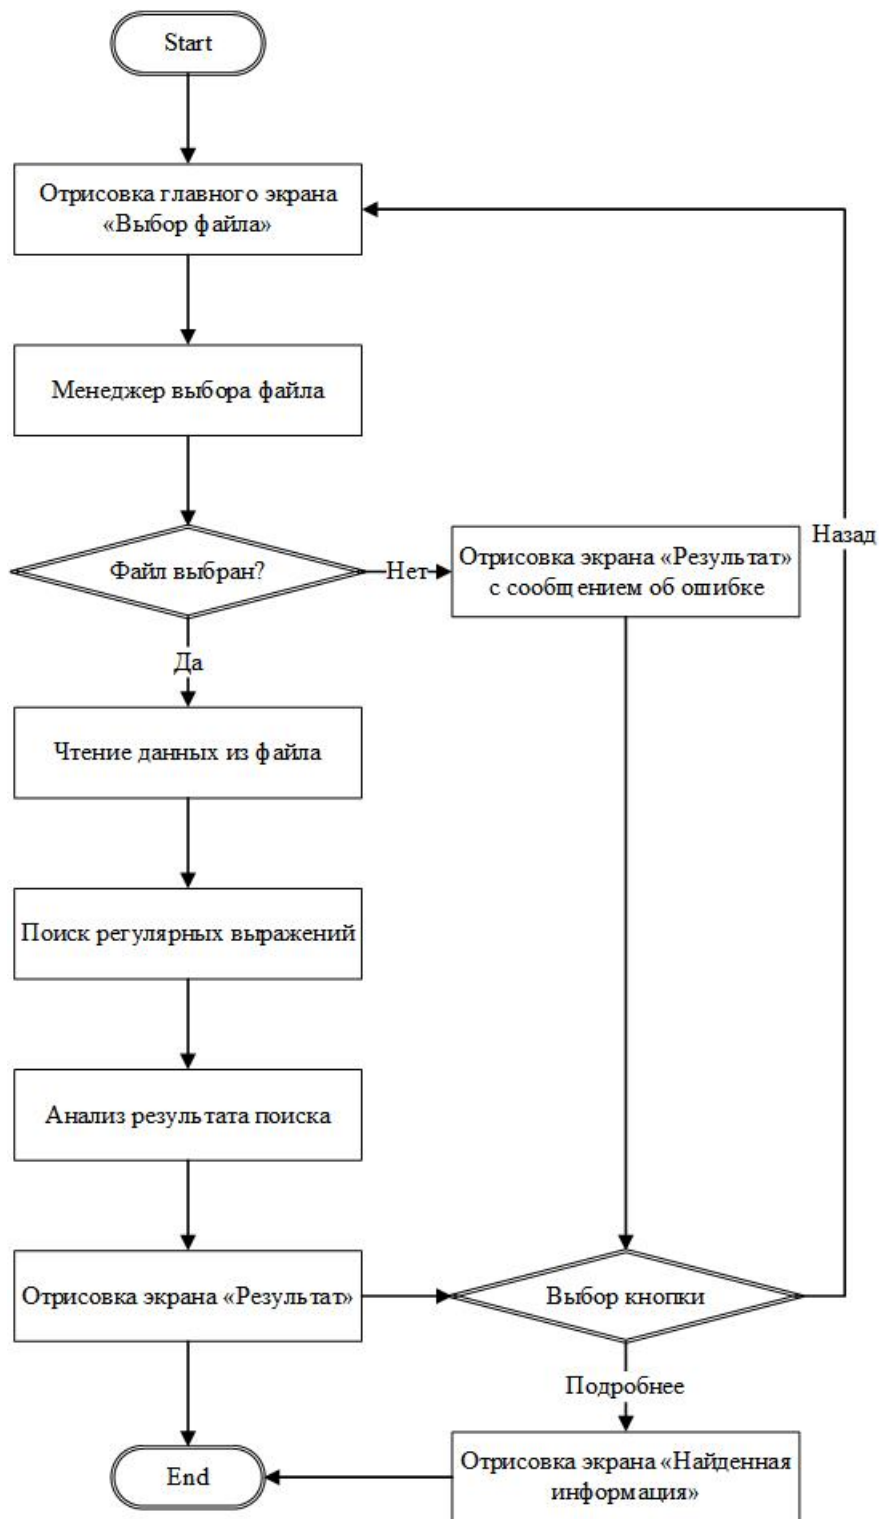 Start
Отрисовка главного экрана
«Выбор файла»
Менеджер выбора файла
Назад
Файл выбран?
Нет
Отрисовка экрана «Результат»
с сообщением об ошибке
Да
Чтение данных из файла
Поиск регулярных выражений
Анализ результата поиска
Отрисовка экрана «Результат»
Выбор кнопки
Подробнее
Отрисовка экрана «Найденная
информация»
End